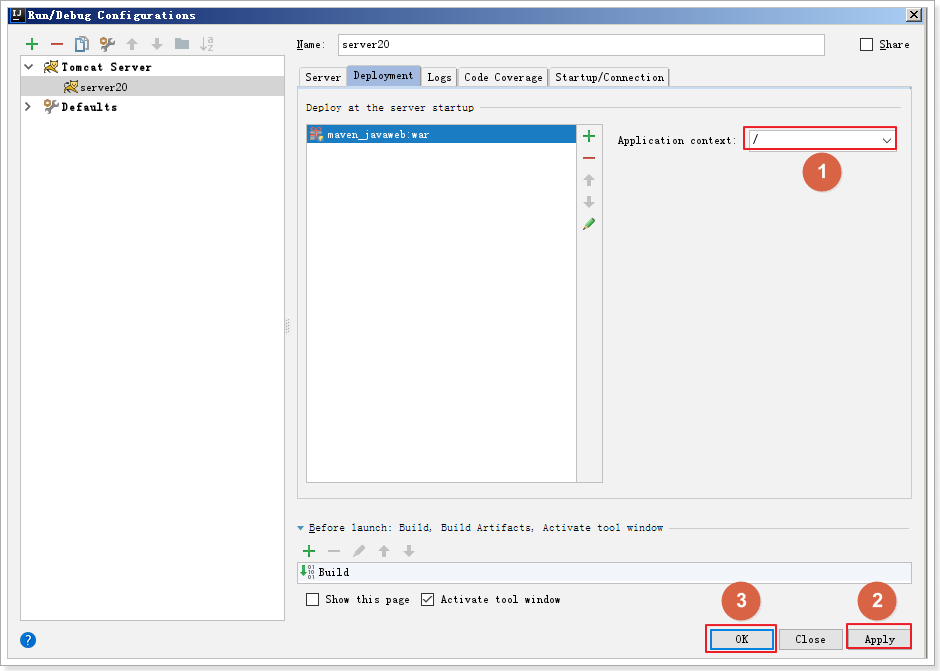 Run/Debug Configurations
Name: server20 Share
Tomcat Server
server20
Defaults
Server Deployment Logs Code Coverage Startup/Connection
Deploy at the server startup
maven_javaweb:war
Application context: /
1
Before launch: Build, Build Artifacts, Activate tool window
Build
Show this page Activate tool window
3 2
OK Close Apply